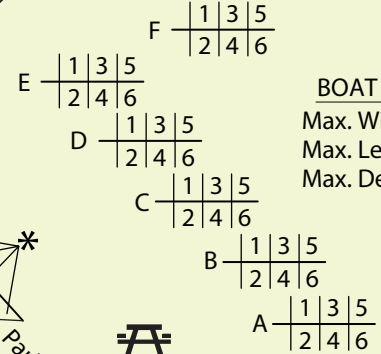 F 1 3 5
2 4 6
E 1 3 5
2 4 6
BOAT
D 1 3 5
2 4 6
Max. Wi
Max. Le
Max. De
C 1 3 5
2 4 6
*
B 1 3 5
2 4 6
A 1 3 5
2 4 6
Pa